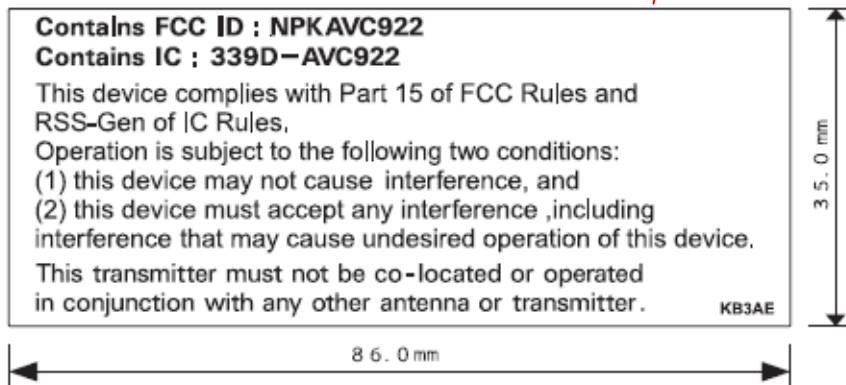 Contains FCC ID : NPKAVC922
Contains IC : 339D-AVC922
This device complies with Part 15 of FCC Rules and
RSS-Gen of IC Rules,
Operation is subject to the following two conditions:
(1) this device may not cause interference, and
(2) this device must accept any interference ,including
interference that may cause undesired operation of this device.
This transmitter must not be co-located or operated
in conjunction with any other antenna or transmitter.
KB3AE
35.0mm
86.0mm